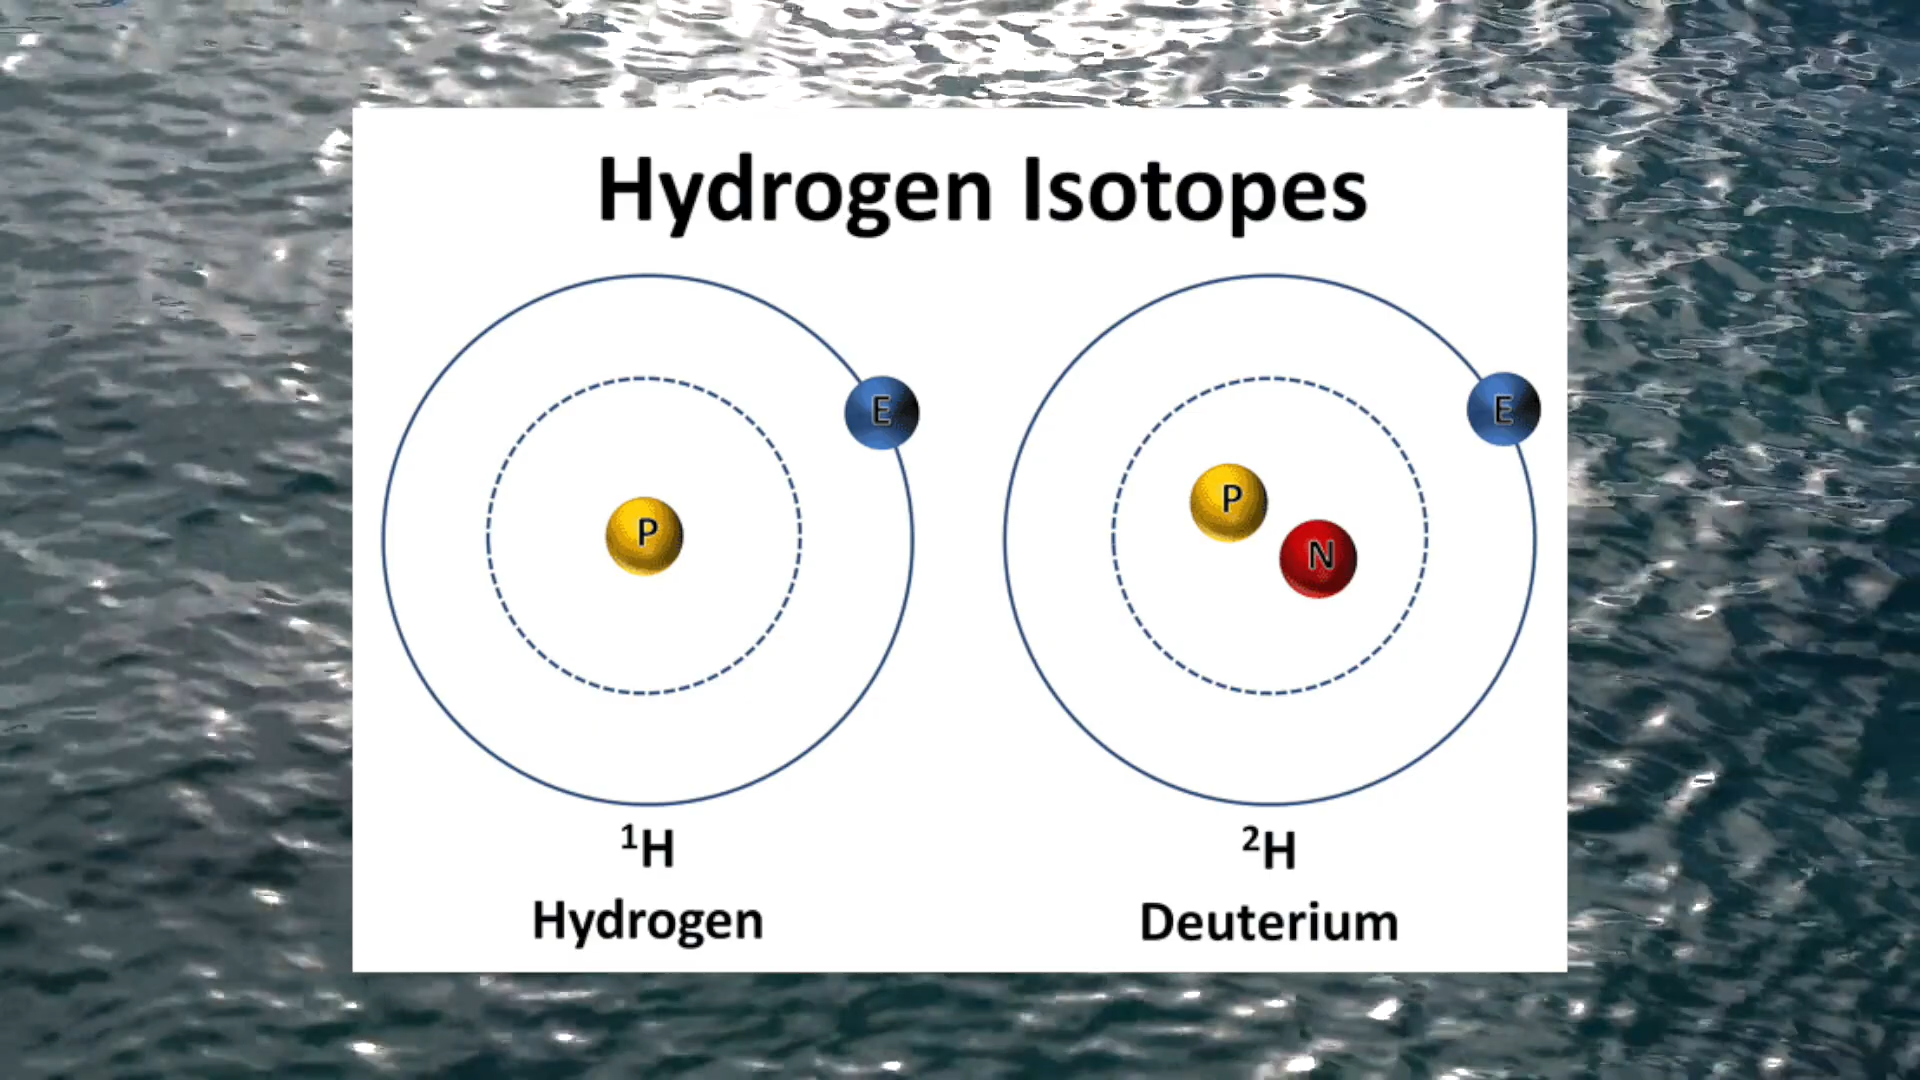 Hydrogen Isotopes
E
E
P
P
N
¹H
²H
Hydrogen
Deuterium